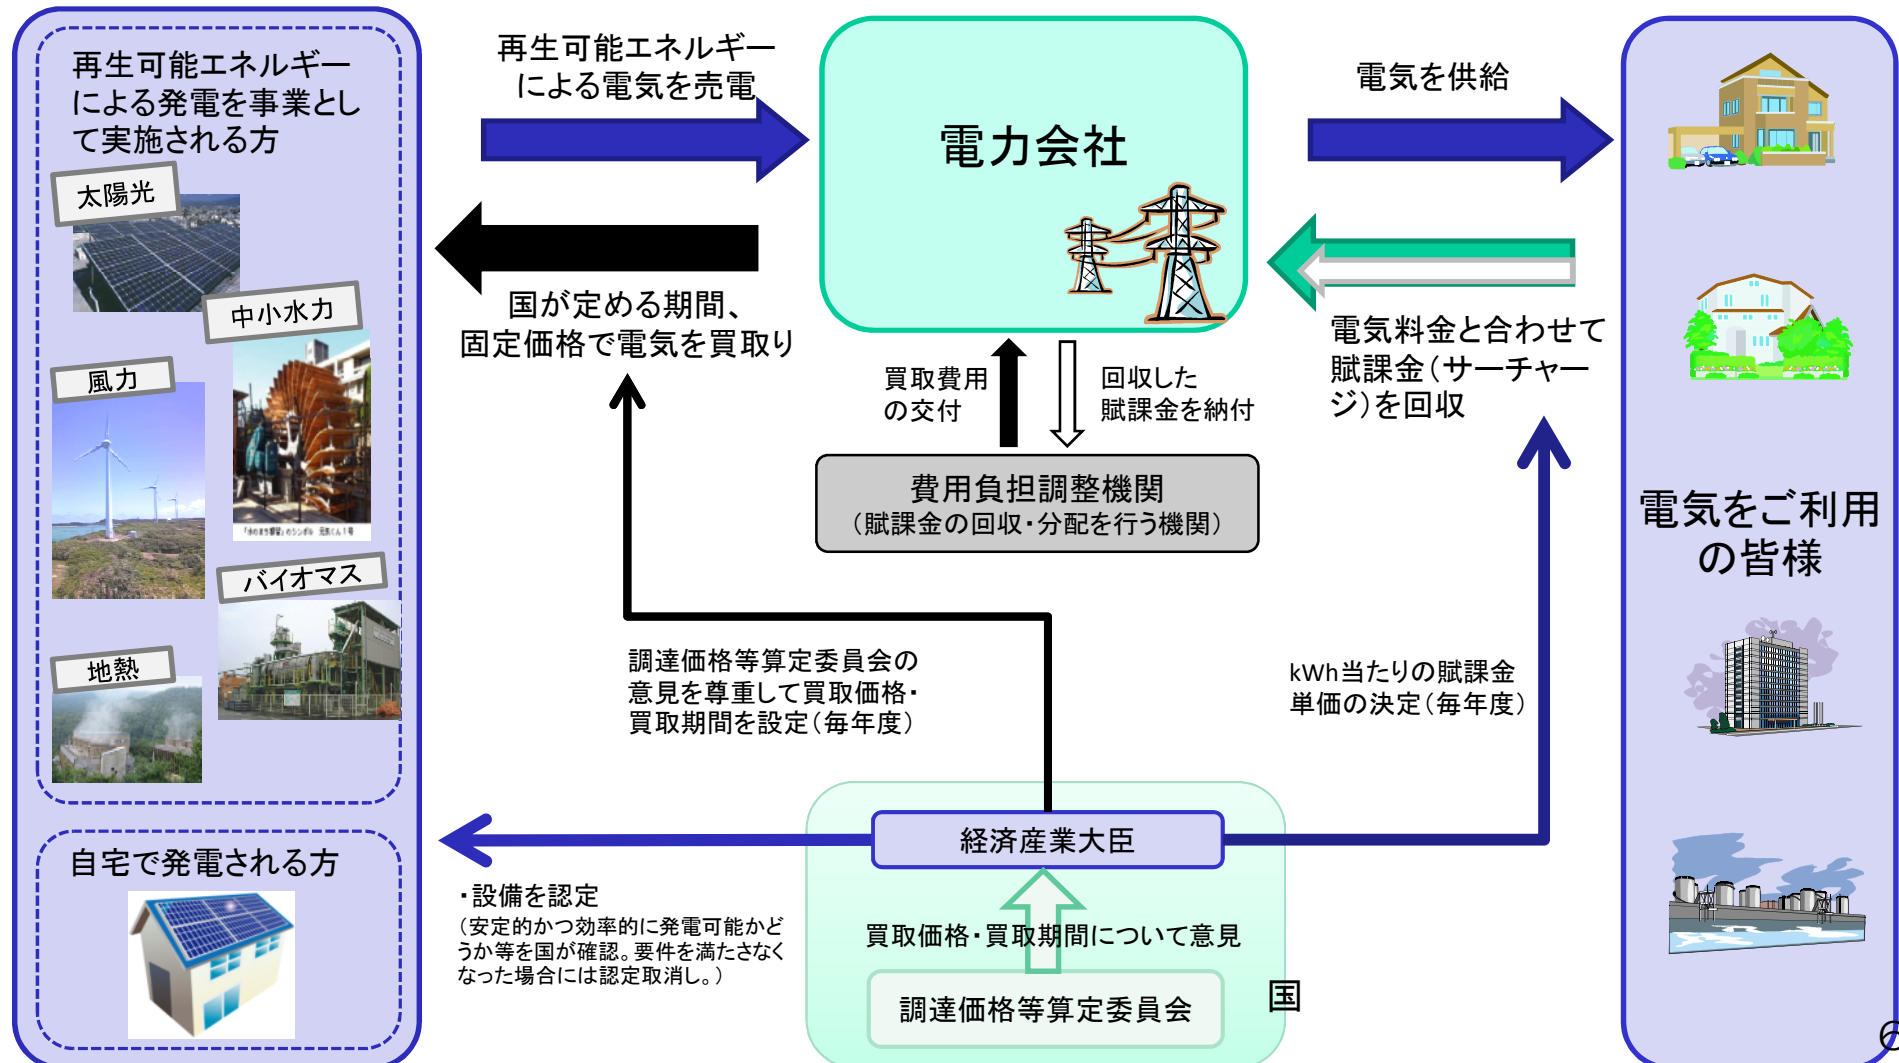 再生可能エネルギー
による発電を事業とし
て実施される方
太陽光
中小水力
風力
バイオマス
地熱
自宅で発電される方
再生可能エネルギー
による電気を売電
国が定める期間、
固定価格で電気を買取り
電力会社
買取費用
の交付
回収した
賦課金を納付
費用負担調整機関
(賦課金の回収・分配を行う機関)
電気を供給
電気料金と合わせて
賦課金(サーチャー
ジ)を回収
電気をご利用
の皆様
調達価格等算定委員会の
意見を尊重して買取価格・
買取期間を設定(毎年度)
kWh当たりの賦課金
単価の決定(毎年度)
経済産業大臣
・設備を認定
(安定的かつ効率的に発電可能かど
うか等を国が確認。要件を満たさなく
なった場合には認定取消し。)
買取価格・買取期間について意見
調達価格等算定委員会
国
6